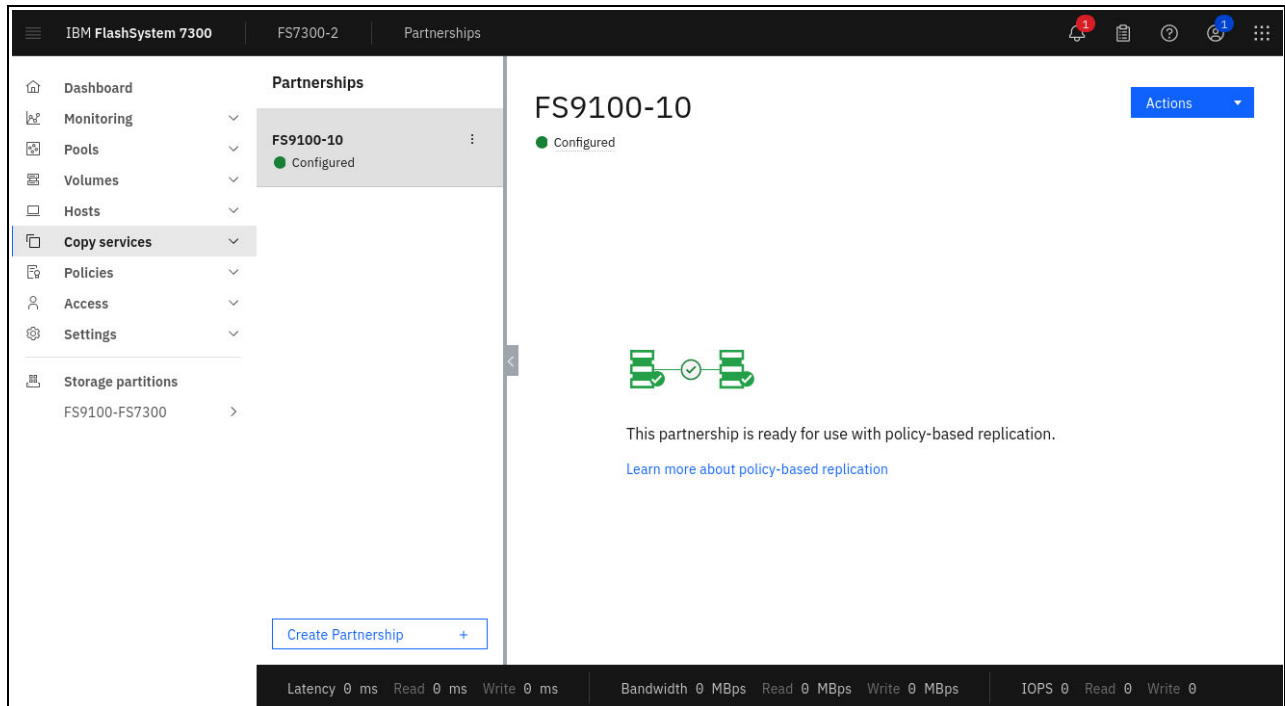 IBM FlashSystem 7300 FS7300-2 Partnerships 1 1
Dashboard
Monitoring
Pools
Volumes
Hosts
Copy services
Policies
Access
Settings
Storage partitions
FS9100-FS7300
Partnerships
FS9100-10
Configured
Create Partnership +
FS9100-10
Configured
Actions
This partnership is ready for use with policy-based replication.
Learn more about policy-based replication
Latency 0 ms Read 0 ms Write 0 ms Bandwidth 0 MBps Read 0 MBps Write 0 MBps IOPS 0 Read 0 Write 0